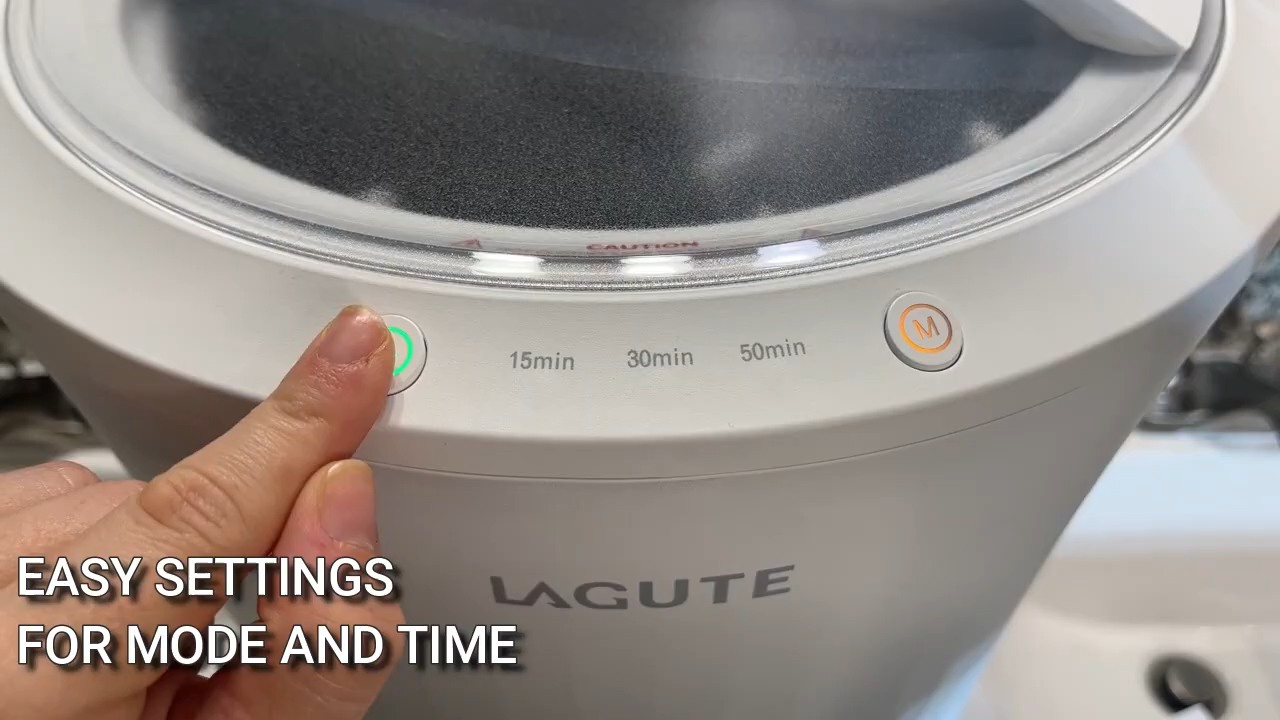 CAUTION
15min 30min 50min M
LAGUTE
EASY SETTINGS
FOR MODE AND TIME